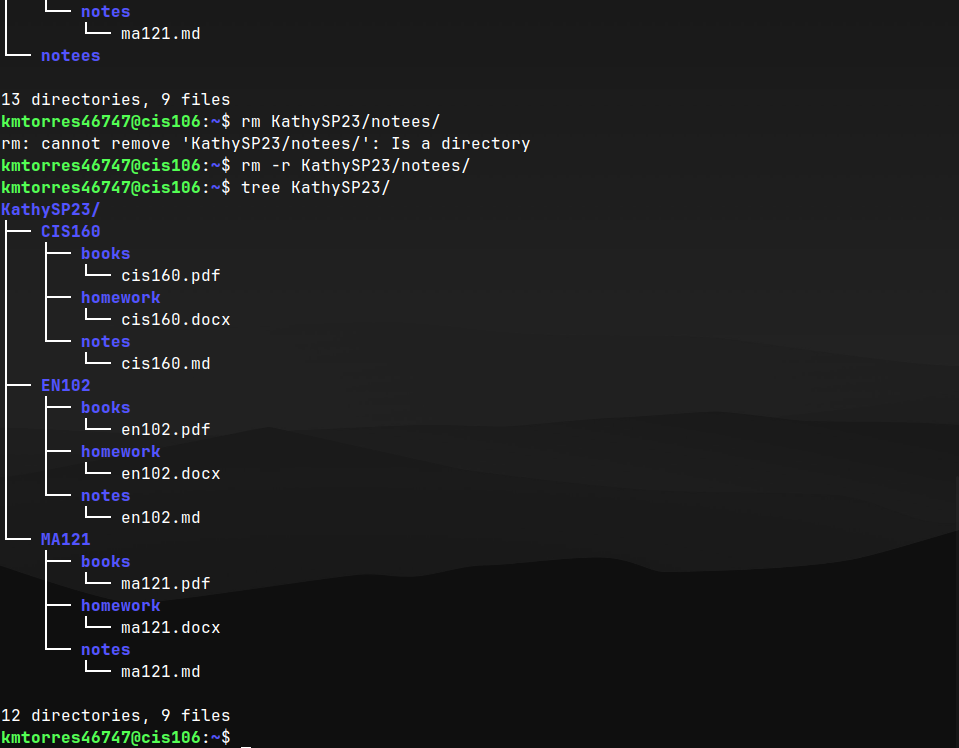 └── notes
└── ma121.md
└── notees
13 directories, 9 files
kmtorres46747@cis106:~$ rm KathySP23/notees/
rm: cannot remove 'KathySP23/notees/': Is a directory
kmtorres46747@cis106:~$ rm -r KathySP23/notees/
kmtorres46747@cis106:~$ tree KathySP23/
KathySP23/
├── CIS160
│   ├── books
│   │   └── cis160.pdf
│   ├── homework
│   │   └── cis160.docx
│   └── notes
│       └── cis160.md
├── EN102
│   ├── books
│   │   └── en102.pdf
│   ├── homework
│   │   └── en102.docx
│   └── notes
│       └── en102.md
└── MA121
    ├── books
    │   └── ma121.pdf
    ├── homework
    │   └── ma121.docx
    └── notes
        └── ma121.md
12 directories, 9 files
kmtorres46747@cis106:~$